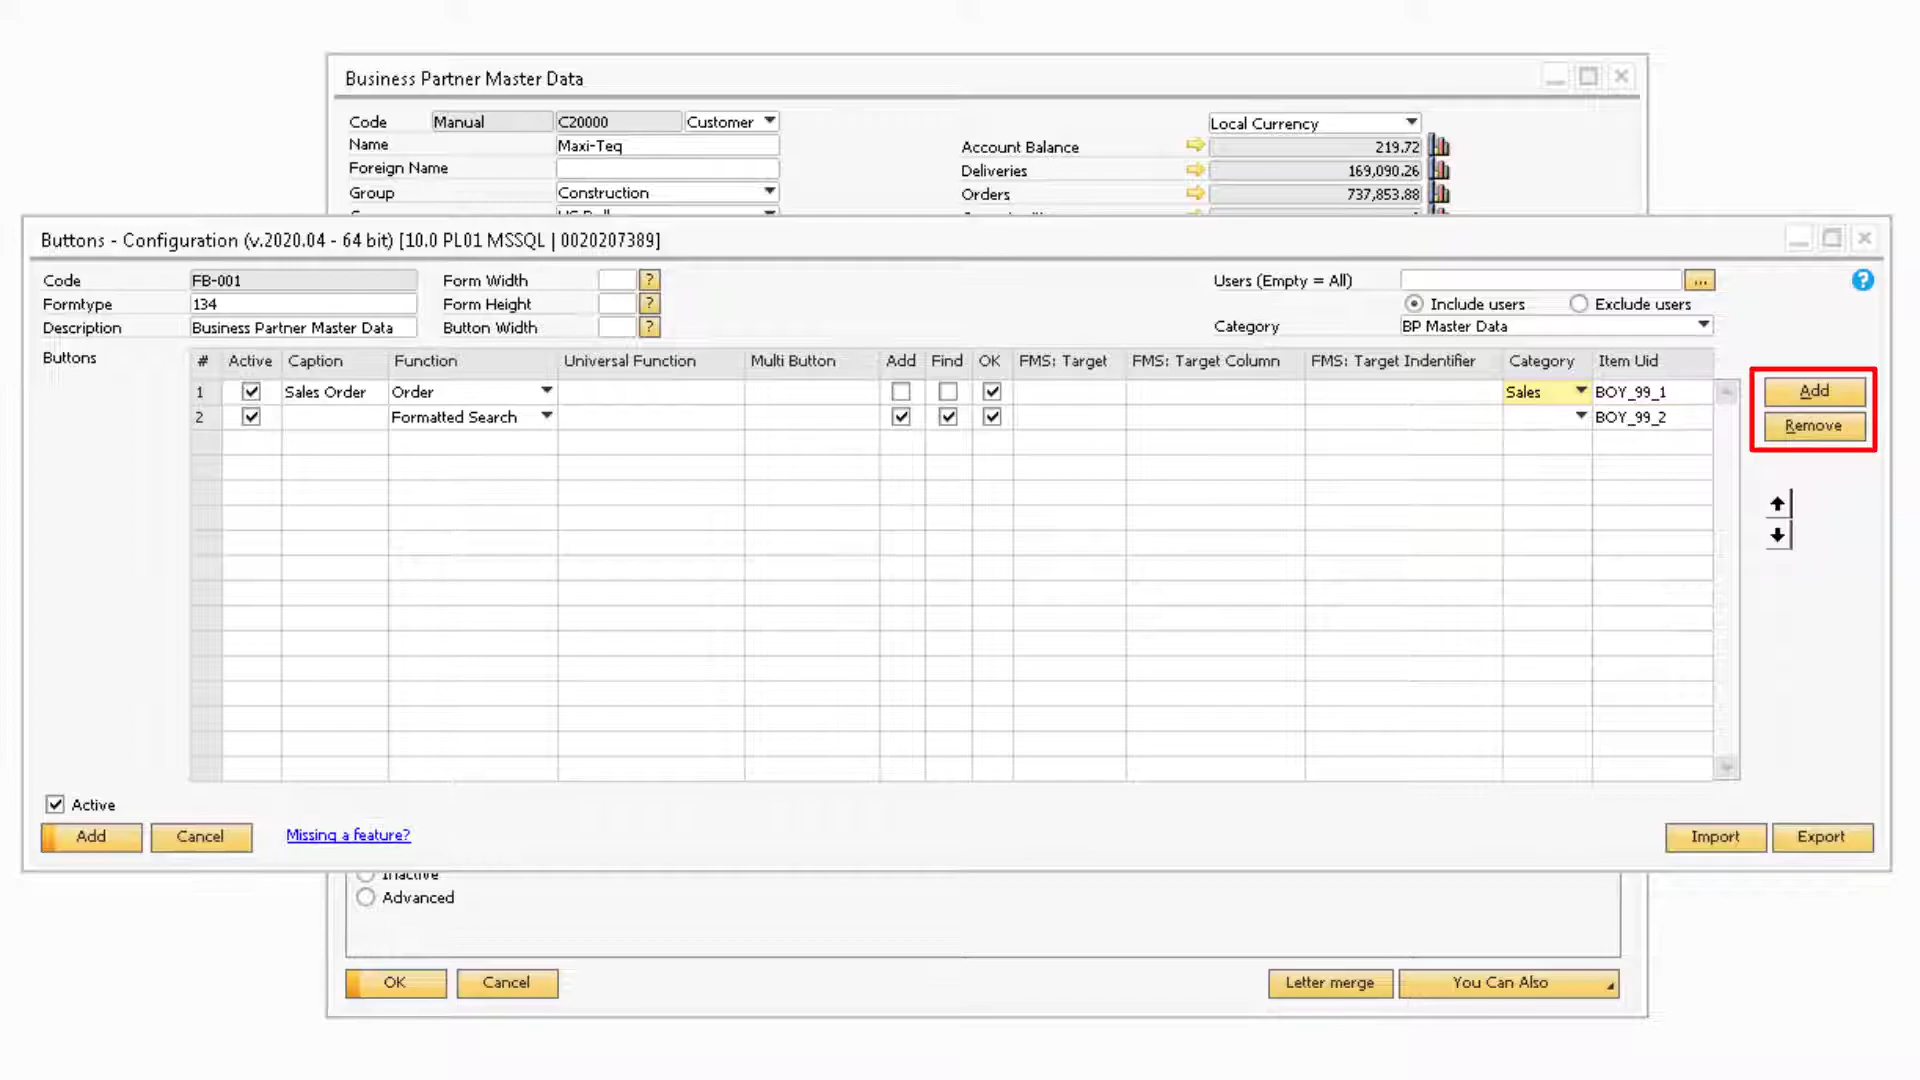 Business Partner Master Data
Code Manual C20000 Customer Local Currency
Name Maxi-Teq Account Balance 219.72
Foreign Name Deliveries 169,090.26
Group Construction Orders 737,853.88
Buttons - Configuration (v.2020.04 - 64 bit) [10.0 PL01 MSSQL | 0020207389]
Code FB-001 Form Width ? Users (Empty = All) ... ?
Formtype 134 Form Height ? Include users Exclude users
Description Business Partner Master Data Button Width ? Category BP Master Data
Buttons # Active Caption Function Universal Function Multi Button Add Find OK FMS: Target FMS: Target Column FMS: Target Indentifier Category Item Uid
1 Sales Order Order Sales BOY_99_1 Add
2 Formatted Search BOY_99_2 Remove
Active
Add Cancel Missing a feature? Import Export
Inactive
Advanced
OK Cancel Letter merge You Can Also